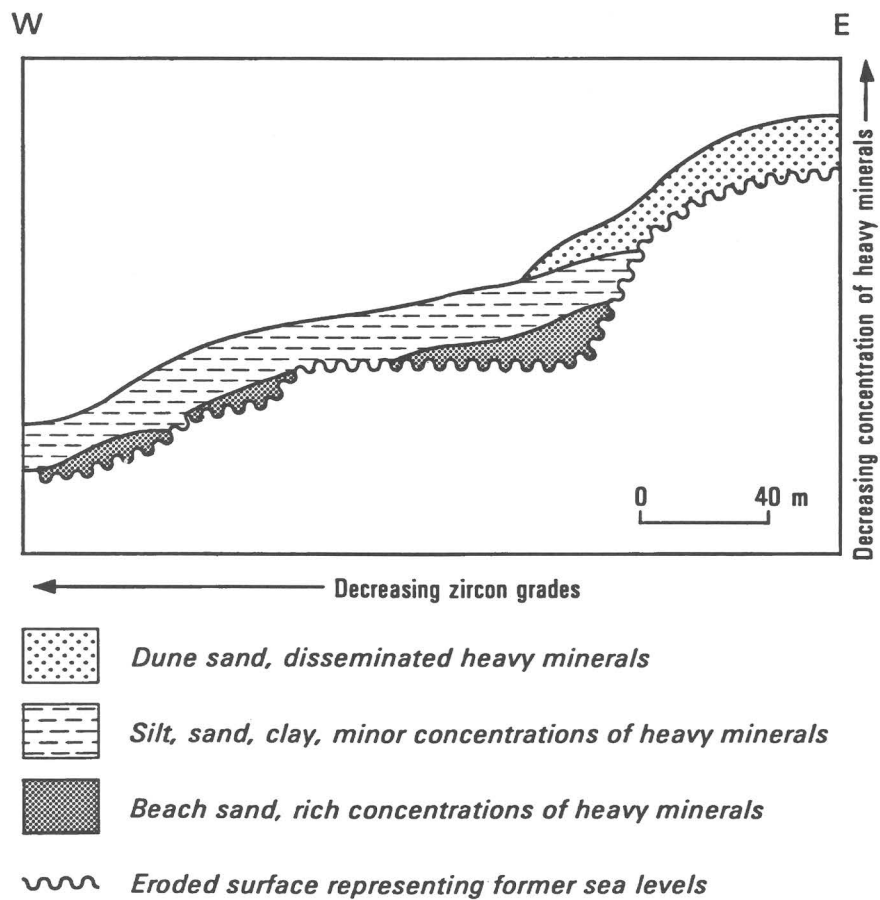 W E
Decreasing concentration of heavy minerals
0 40 m
Decreasing zircon grades
Dune sand, disseminated heavy minerals
Silt, sand, clay, minor concentrations of heavy minerals
Beach sand, rich concentrations of heavy minerals
Eroded surface representing former sea levels